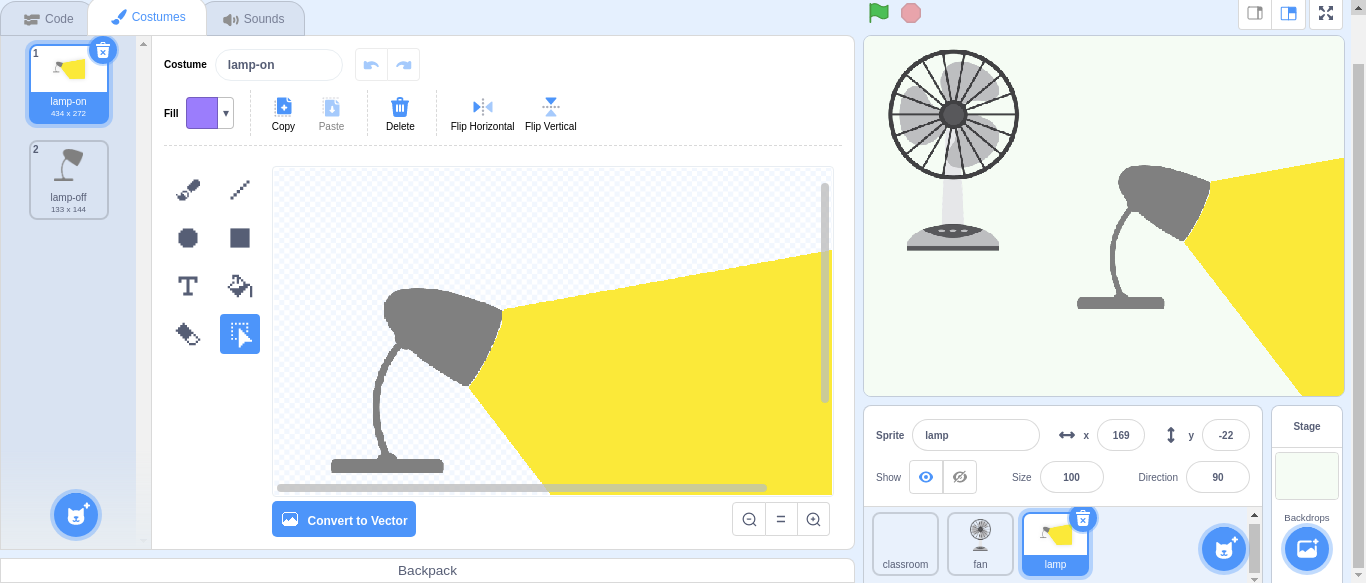 Code
Costumes
Sounds
1
lamp-on
434 x 272
2
lamp-off
133 x 144
Costume
lamp-on
Fill
Copy
Paste
Delete
Flip Horizontal
Flip Vertical
T
Convert to Vector
Backpack
Sprite
lamp
x
169
y
-22
Show
Size
100
Direction
90
classroom
fan
lamp
Stage
Backdrops